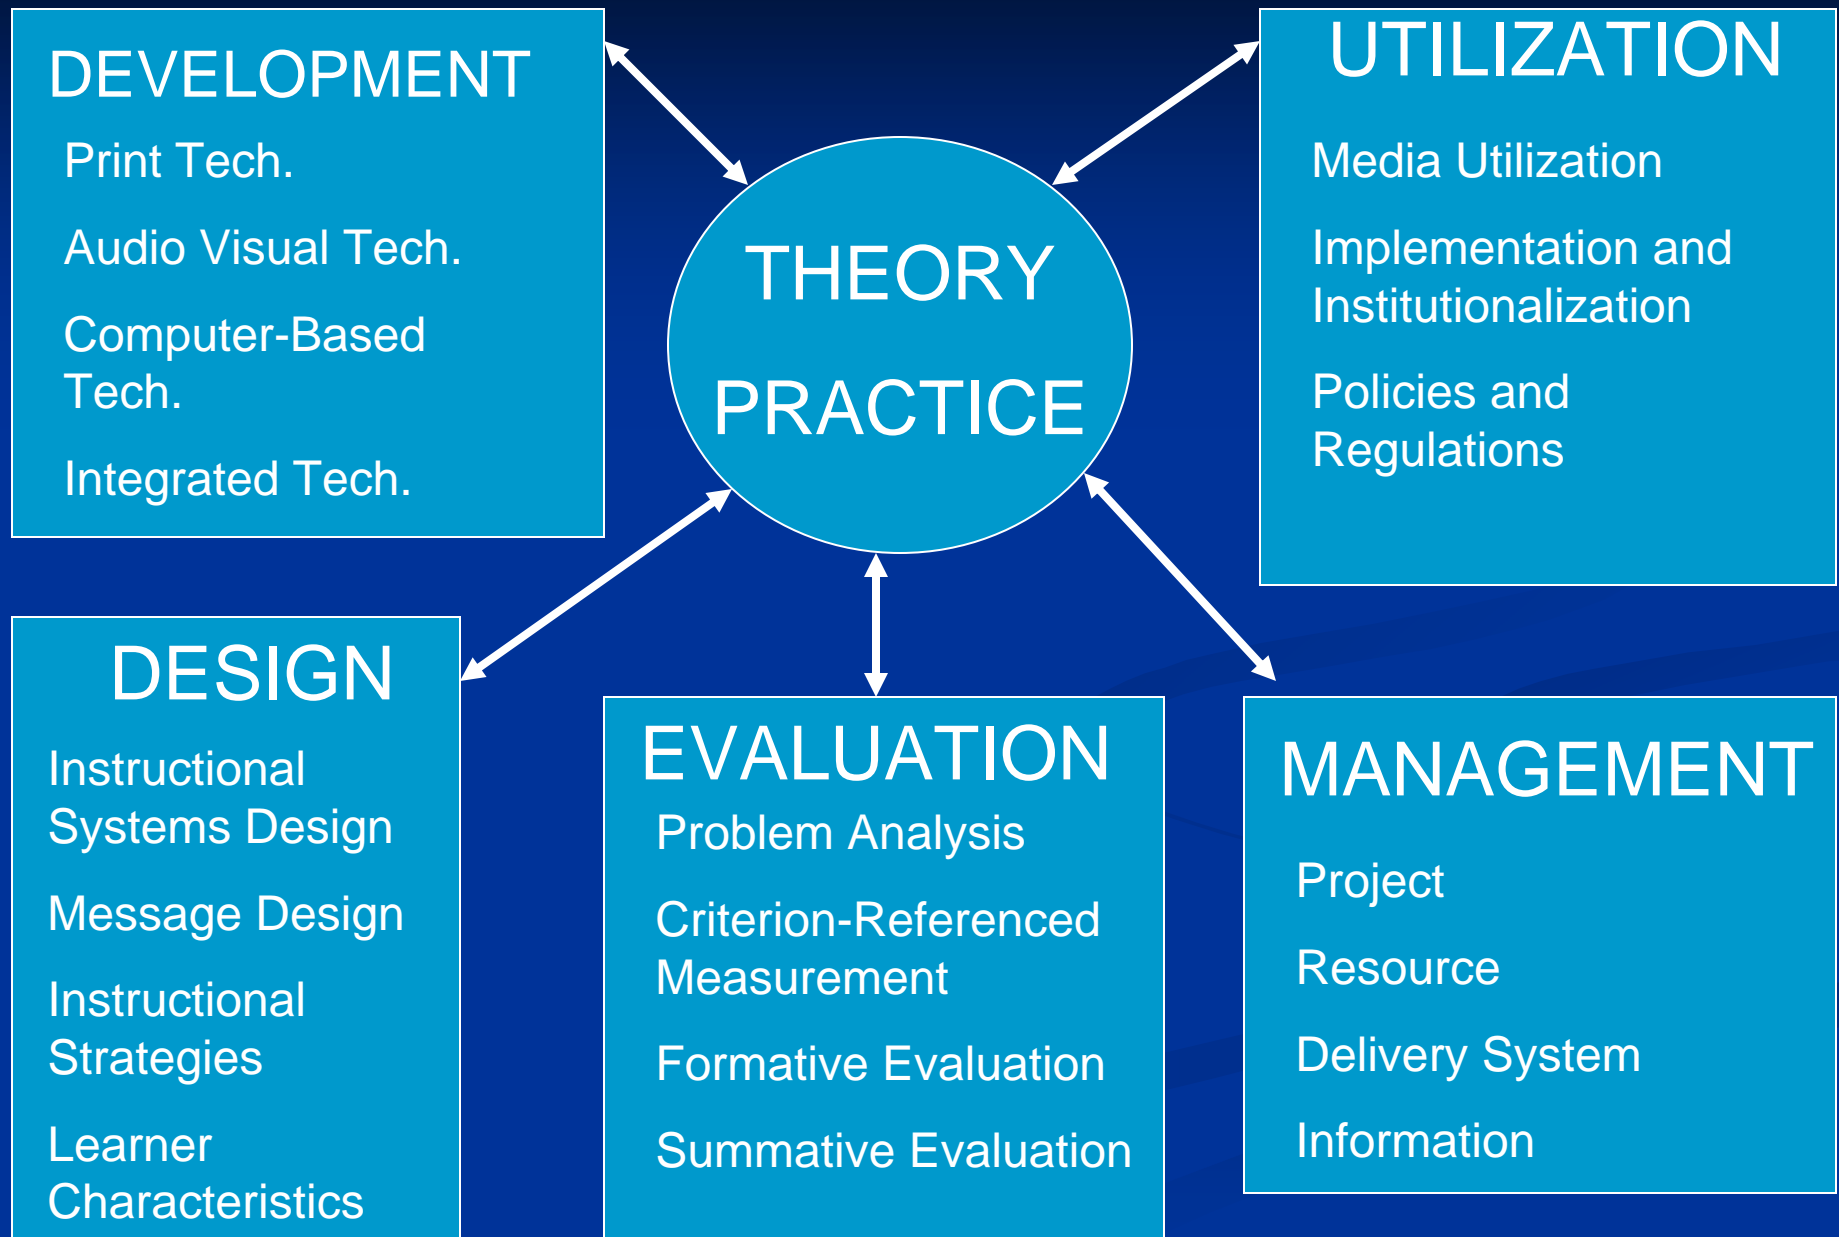 DEVELOPMENT
Print Tech.
Audio Visual Tech.
Computer-Based
Tech.
Integrated Tech.
THEORY
PRACTICE
UTILIZATION
Media Utilization
Implementation and
Institutionalization
Policies and
Regulations
DESIGN
Instructional
Systems Design
Message Design
Instructional
Strategies
Learner
Characteristics
EVALUATION
Problem Analysis
Criterion-Referenced
Measurement
Formative Evaluation
Summative Evaluation
MANAGEMENT
Project
Resource
Delivery System
Information